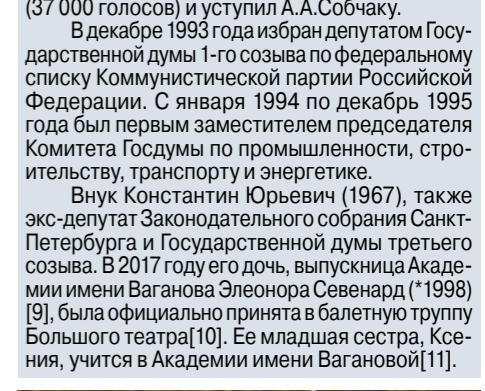 (37 000 голосов) и уступил А.А.Собчаку.
В декабре 1993 года избран депутатом Госу-
дарственной думы 1-го созыва по федеральному
списку Коммунистической партии Российской
Федерации. С января 1994 по декабрь 1995
года был первым заместителем председателя
Комитета Госдумы по промышленности, стро-
ительству, транспорту и энергетике.
Внук Константин Юрьевич (1967), также
экс-депутат Законодательного собрания Санкт-
Петербурга и Государственной думы третьего
созыва. В 2017 году его дочь, выпускница Акаде-
мии имени Ваганова Элеонора Севенард (*1998)
[9], была официально принята в балетную труппу
Большого театра[10]. Ее младшая сестра, Ксе-
ния, учится в Академии имени Вагановой[11].